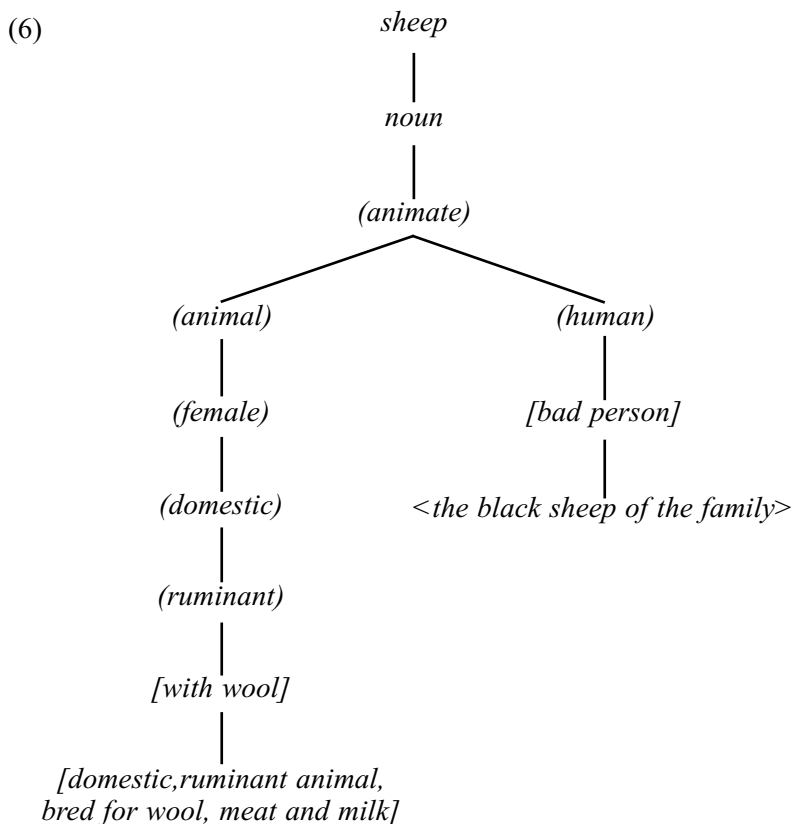 (6)
sheep
noun
(animate)
(animal)
(human)
(female)
[bad person]
(domestic)
<the black sheep of the family>
(ruminant)
[with wool]
[domestic,ruminant animal,
bred for wool, meat and milk]